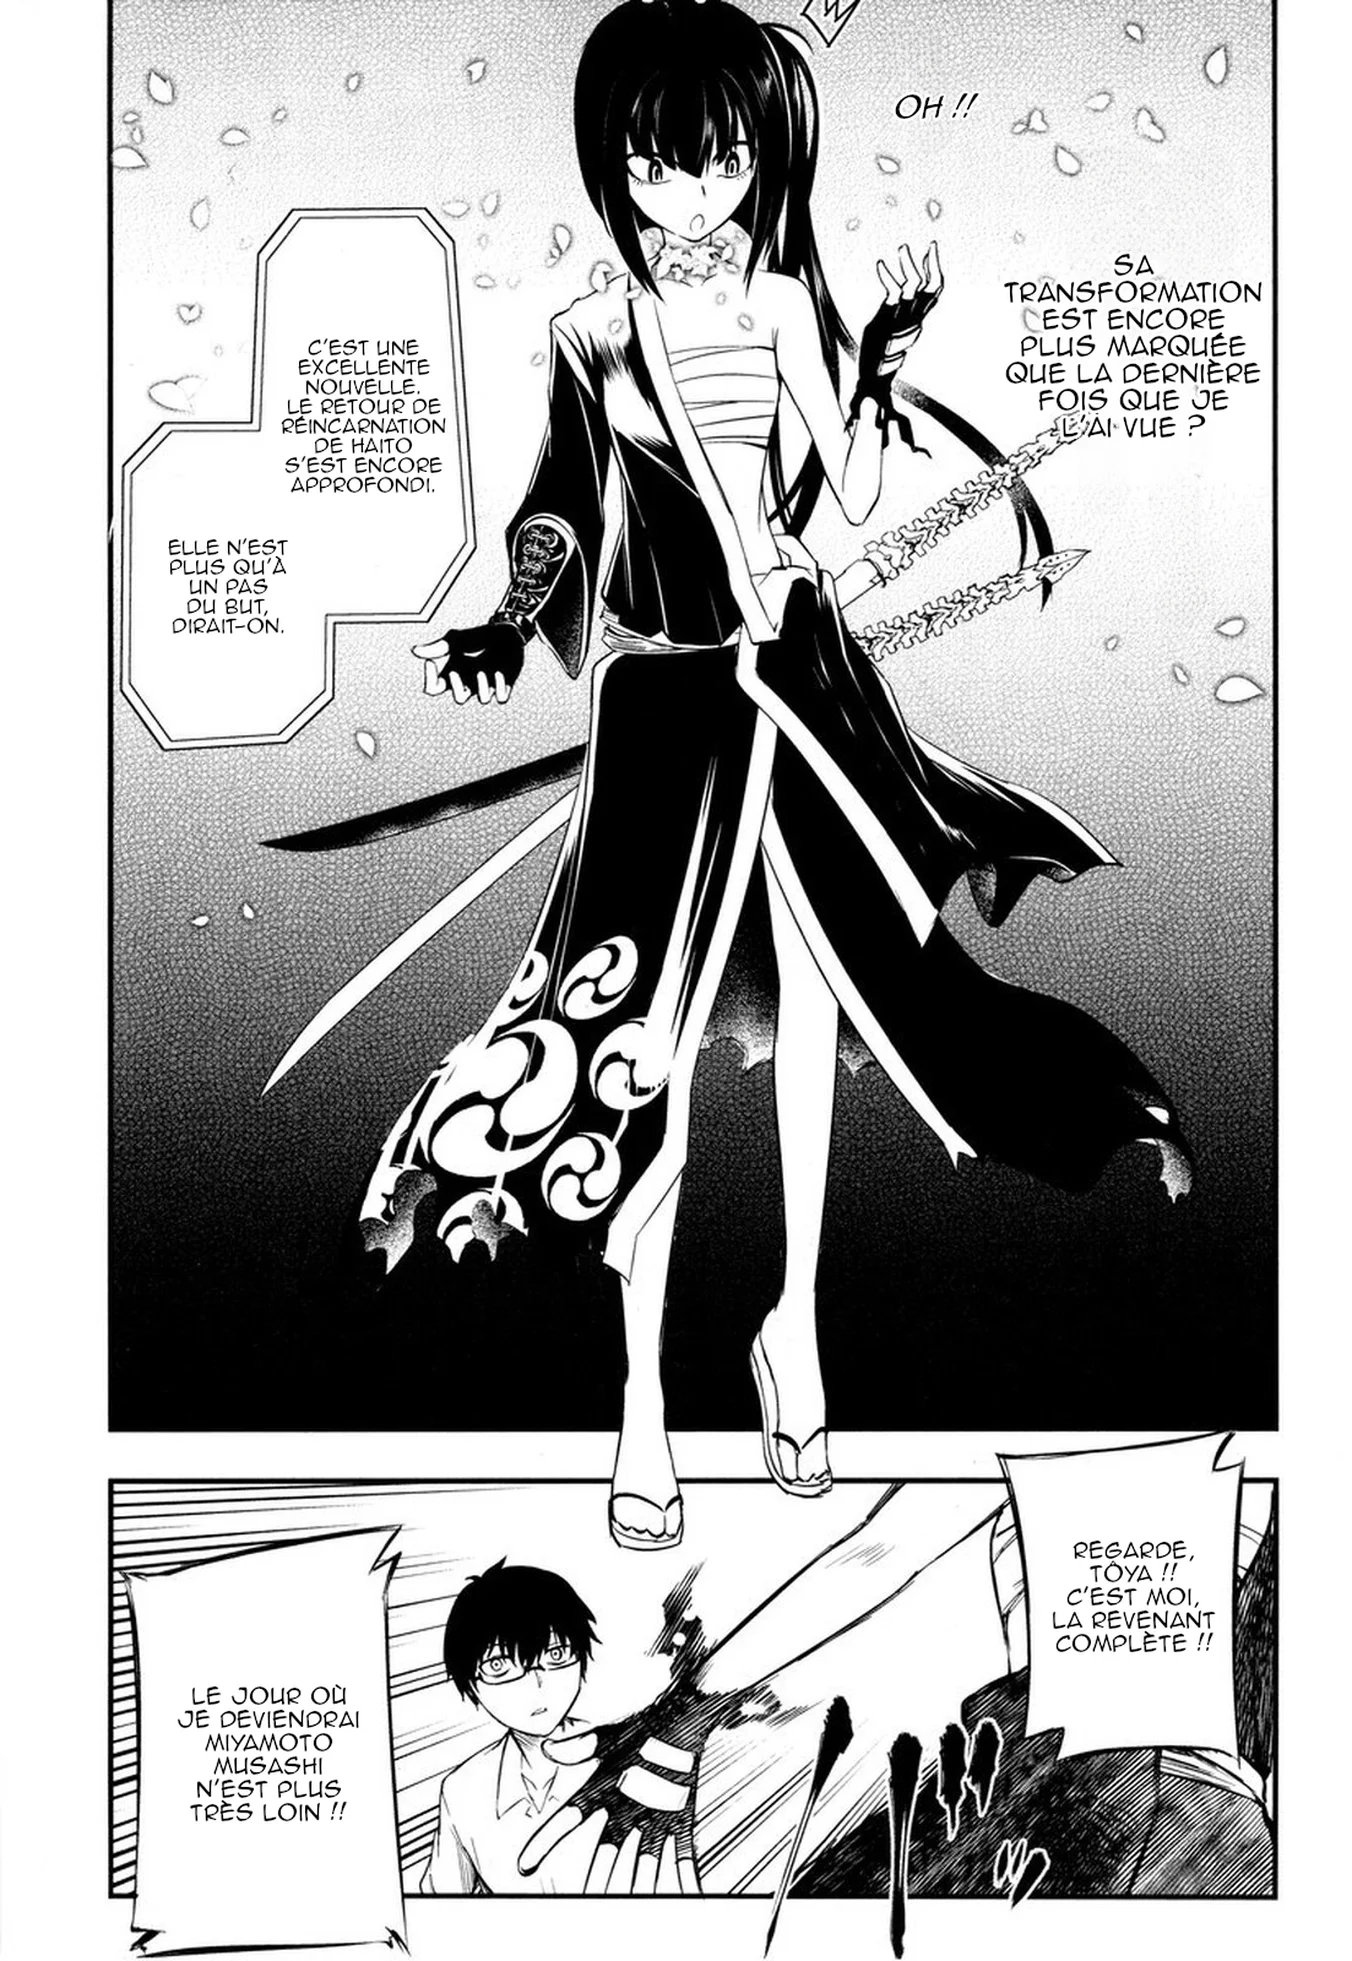 OH !!
SA
TRANSFORMATION
EST ENCORE
PLUS MARQUÉE
QUE LA DERNIÈRE
FOIS QUE JE
L'AI VUE ?
C'EST UNE
EXCELLENTE
NOUVELLE.
LE RETOUR DE
RÉINCARNATION
DE HAITO
S'EST ENCORE
APPROFONDI.
ELLE N'EST
PLUS QU'À
UN PAS
DU BUT,
DIRAIT-ON.
REGARDE,
TÔYA !!
C'EST MOI,
LA REVENANT
COMPLÈTE !!
LE JOUR OÙ
JE DEVIENDRAI
MIYAMOTO
MUSASHI
N'EST PLUS
TRÈS LOIN !!